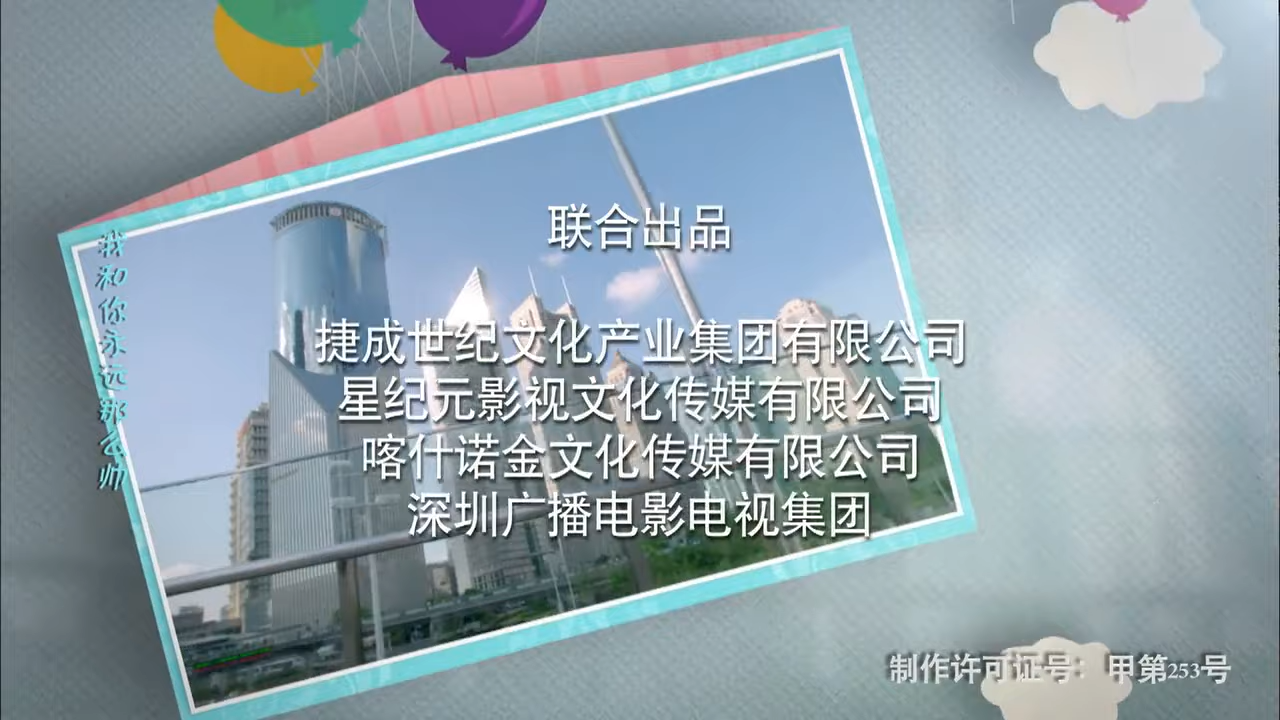 联合出品
捷成世纪文化产业集团有限公司
星纪元影视文化传媒有限公司
喀什诺金文化传媒有限公司
深圳广播电影电视集团
我和你永远那么帅
制作许可证号： 甲第253号